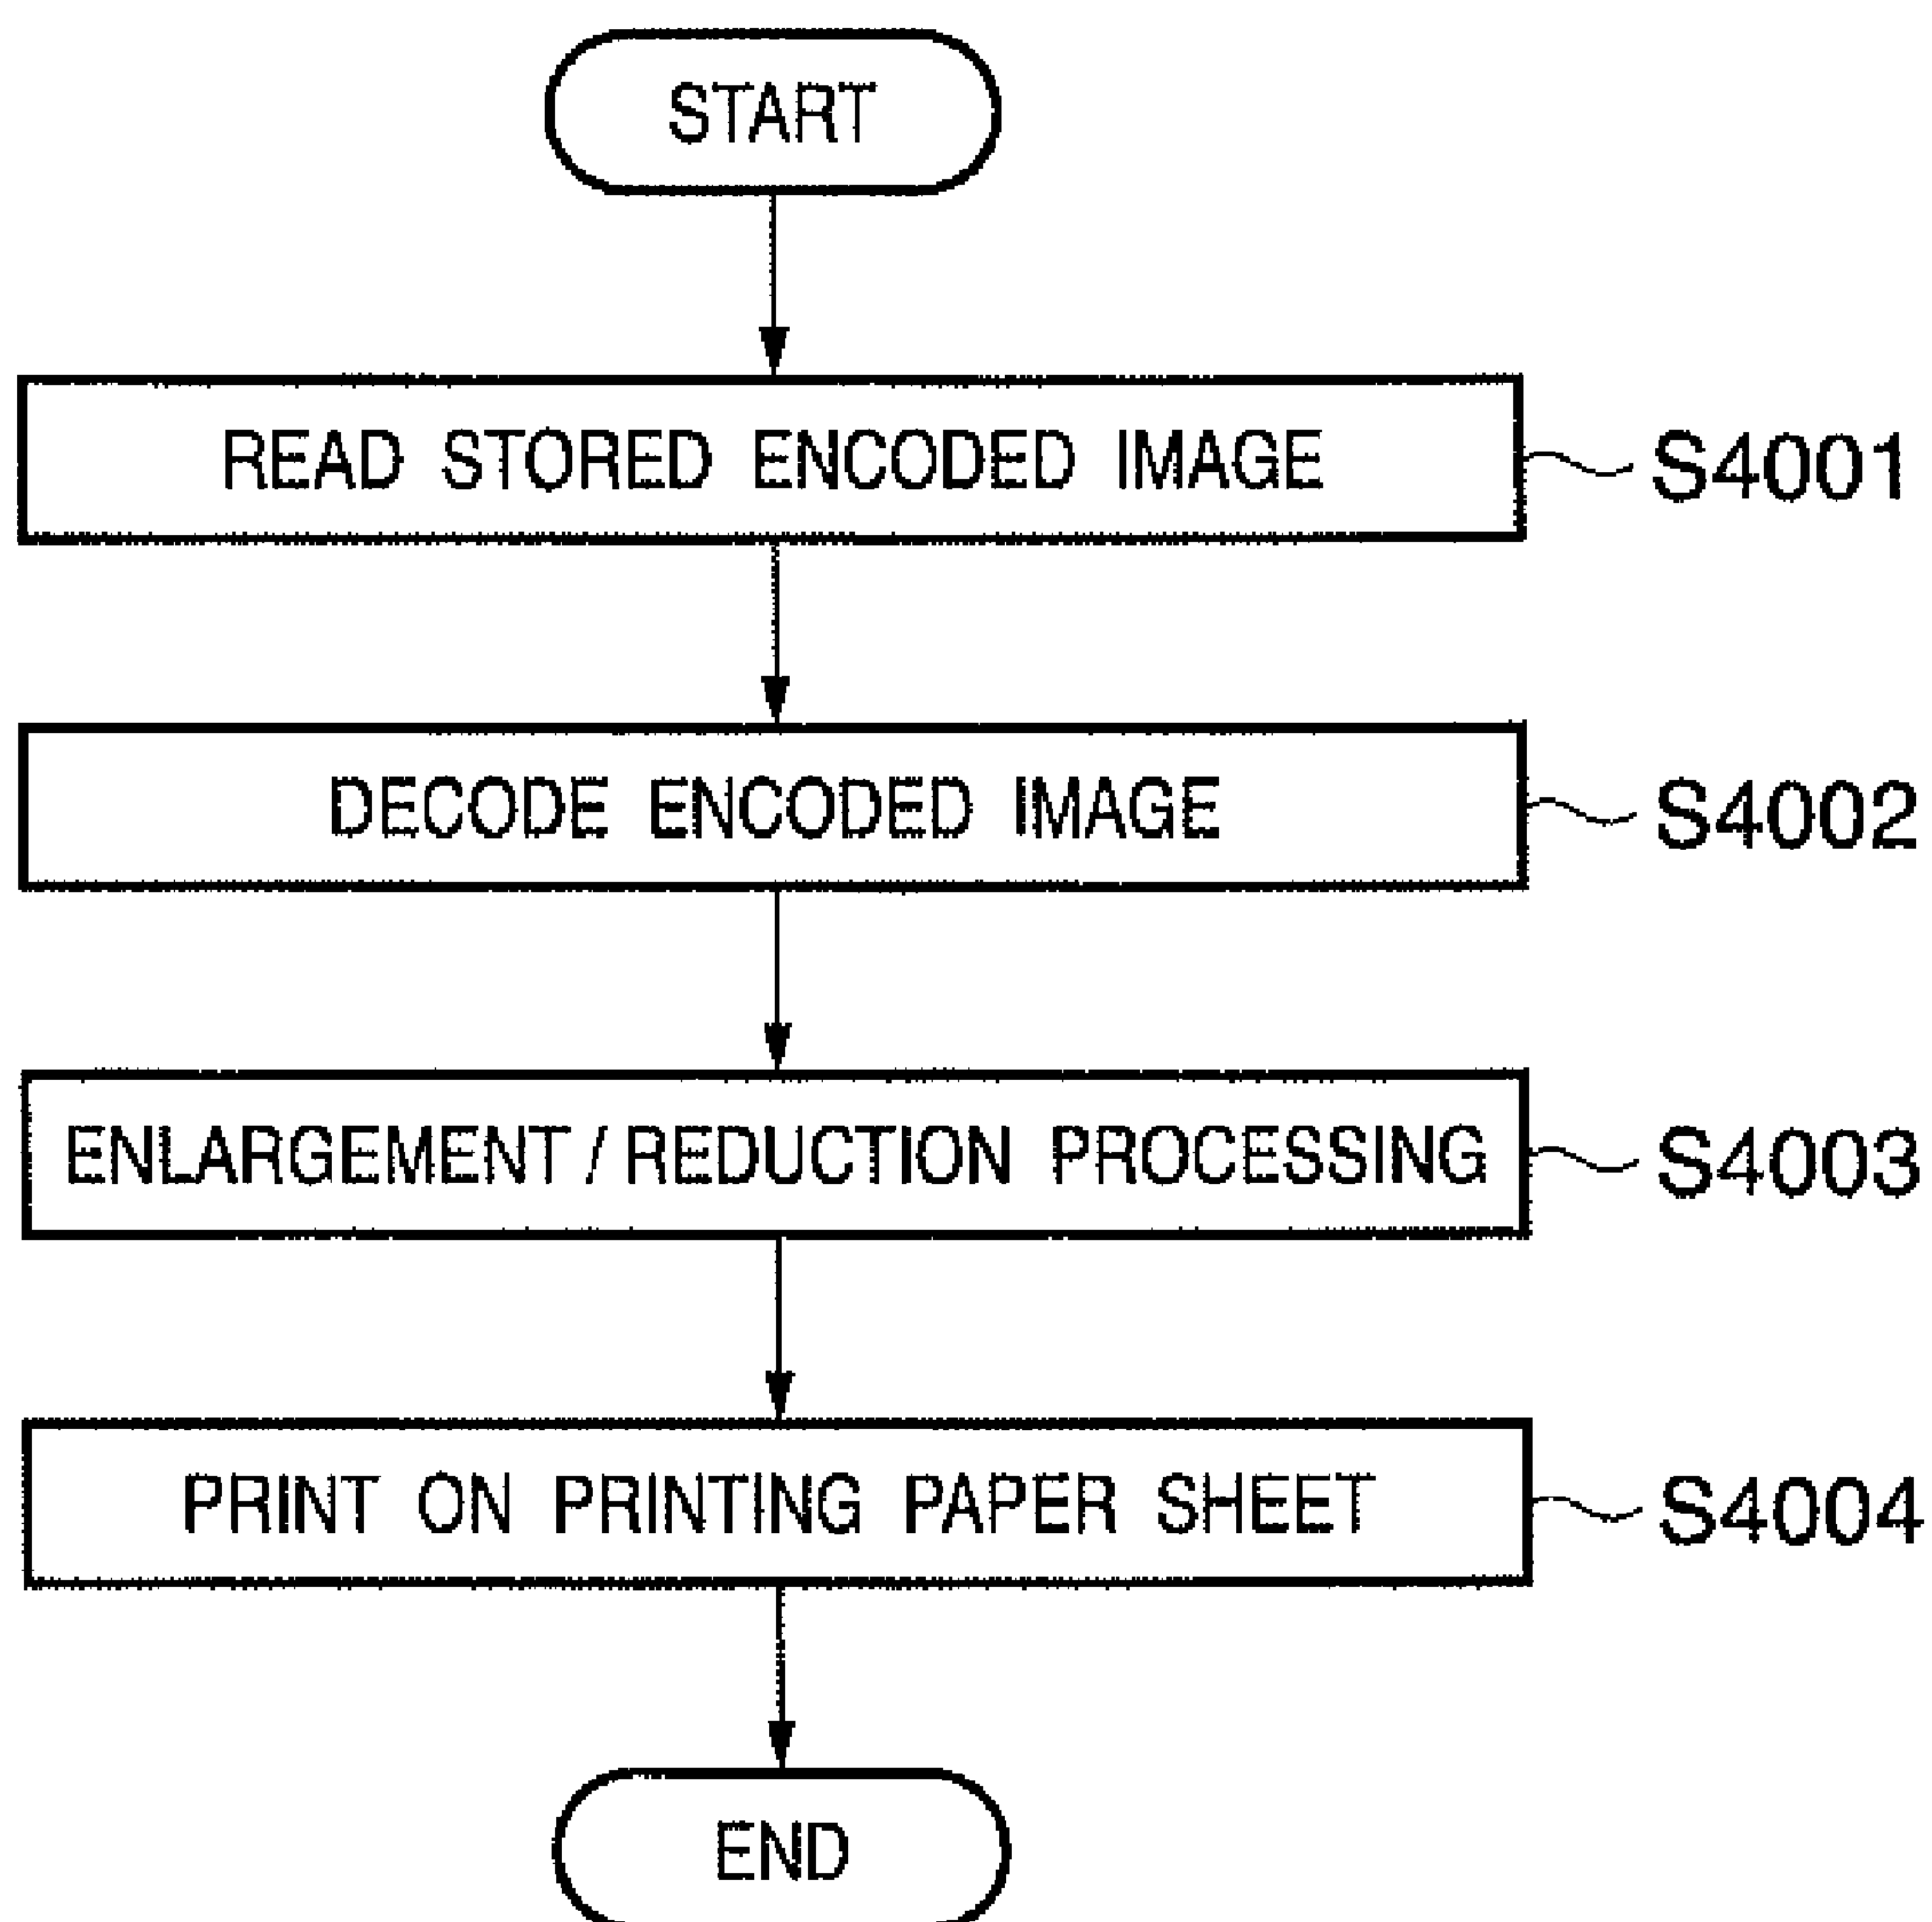 START
READ STORED ENCODED IMAGE S4001
DECODE ENCODED IMAGE S4002
ENLARGEMENT / REDUCTION PROCESSING S4003
PRINT ON PRINTING PAPER SHEET S4004
END